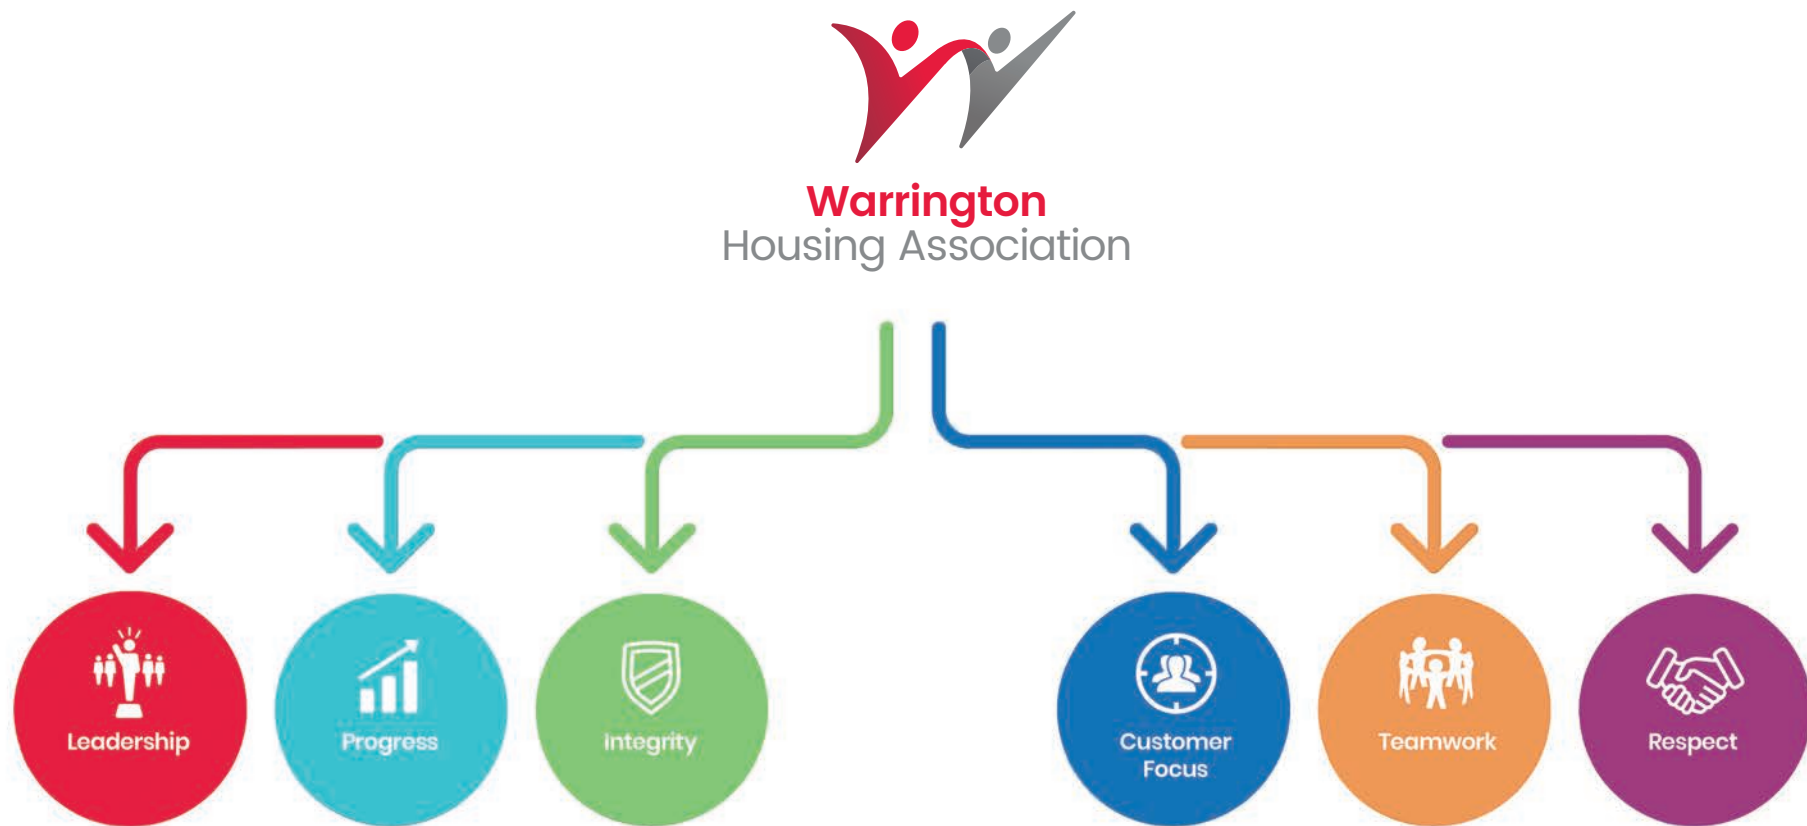 Warrington
Housing Association
Leadership
Progress
Integrity
Customer
Focus
Teamwork
Respect